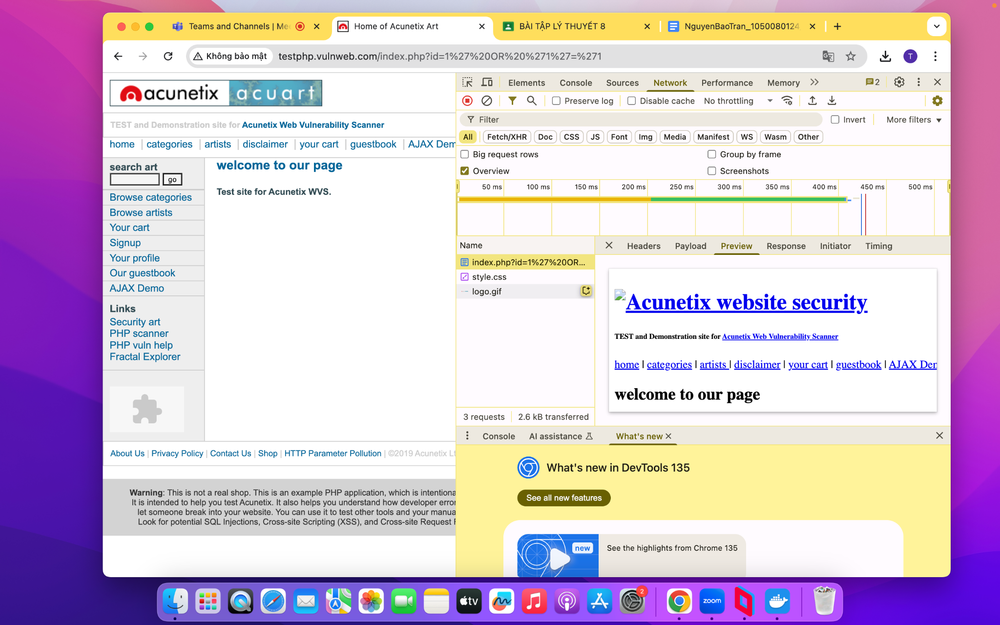 Teams and Channels | Mee
Home of Acunetix Art
BÀI TẬP LÝ THUYẾT 8
NguyenBaoTran_1050080124
Không bảo mật
testphp.vulnweb.com/index.php?id=1%27%20OR%20%271%27=%271
T
acunetix acuart
TEST and Demonstration site for Acunetix Web Vulnerability Scanner
home | categories | artists | disclaimer | your cart | guestbook | AJAX Dem
search art
go
Browse categories
Browse artists
Your cart
Signup
Your profile
Our guestbook
AJAX Demo
Links
Security art
PHP scanner
PHP vuln help
Fractal Explorer
welcome to our page
Test site for Acunetix WVS.
About Us | Privacy Policy | Contact Us | Shop | HTTP Parameter Pollution | ©2019 Acunetix Lt
Warning: This is not a real shop. This is an example PHP application, which is intentiona
It is intended to help you test Acunetix. It also helps you understand how developer error
let someone break into your website. You can use it to test other tools and your manua
Look for potential SQL Injections, Cross-site Scripting (XSS), and Cross-site Request F
Elements Console Sources Network Performance Memory 2
Preserve log Disable cache No throttling
Filter Invert More filters
All Fetch/XHR Doc CSS JS Font Img Media Manifest WS Wasm Other
Big request rows Group by frame
Overview Screenshots
50 ms 100 ms 150 ms 200 ms 250 ms 300 ms 350 ms 400 ms 450 ms 500 ms
Name
index.php?id=1%27%20OR...
style.css
logo.gif
3 requests 2.6 kB transferred
Headers Payload Preview Response Initiator Timing
Acunetix website security
TEST and Demonstration site for Acunetix Web Vulnerability Scanner
home | categories | artists | disclaimer | your cart | guestbook | AJAX Dem
welcome to our page
Console AI assistance What's new
What's new in DevTools 135
See all new features
new
See the highlights from Chrome 135
tv
zoom
2